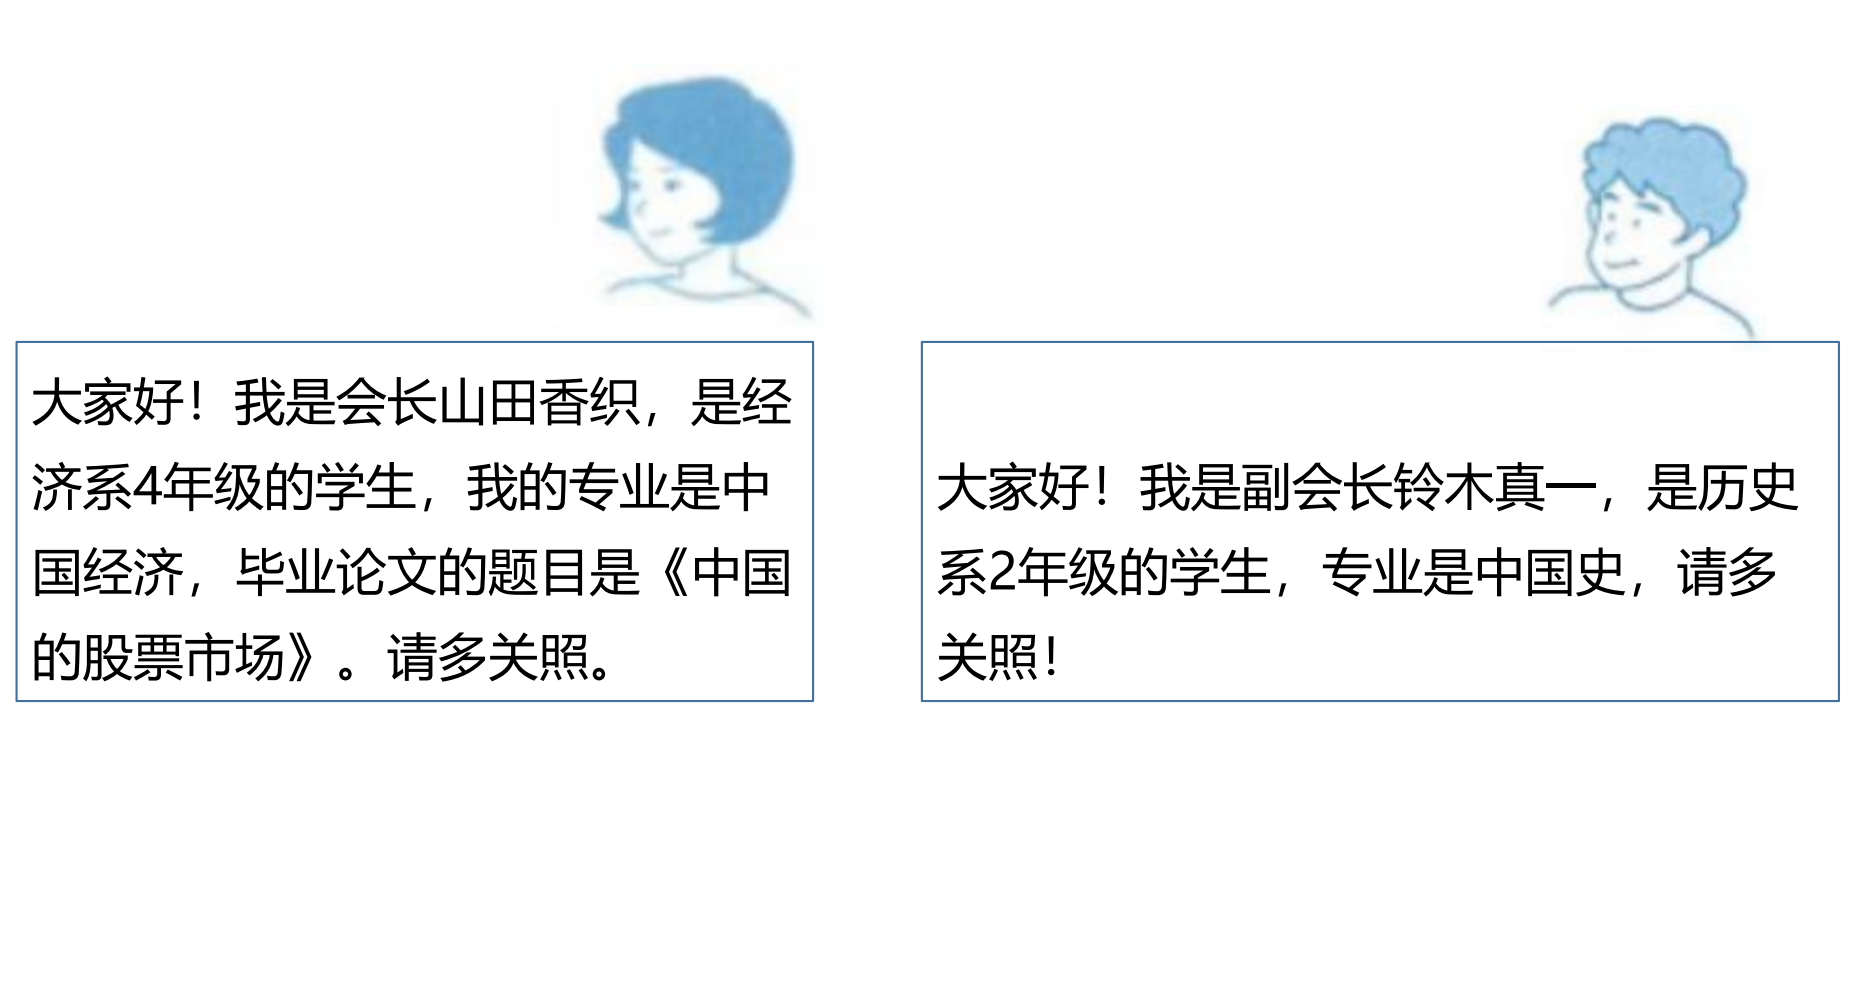 大家好！我是会长山田香织，是经
济系4年级的学生，我的专业是中
国经济，毕业论文的题目是《中国
的股票市场》。请多关照。
大家好！我是副会长铃木真一，是历史
系2年级的学生，专业是中国史，请多
关照！